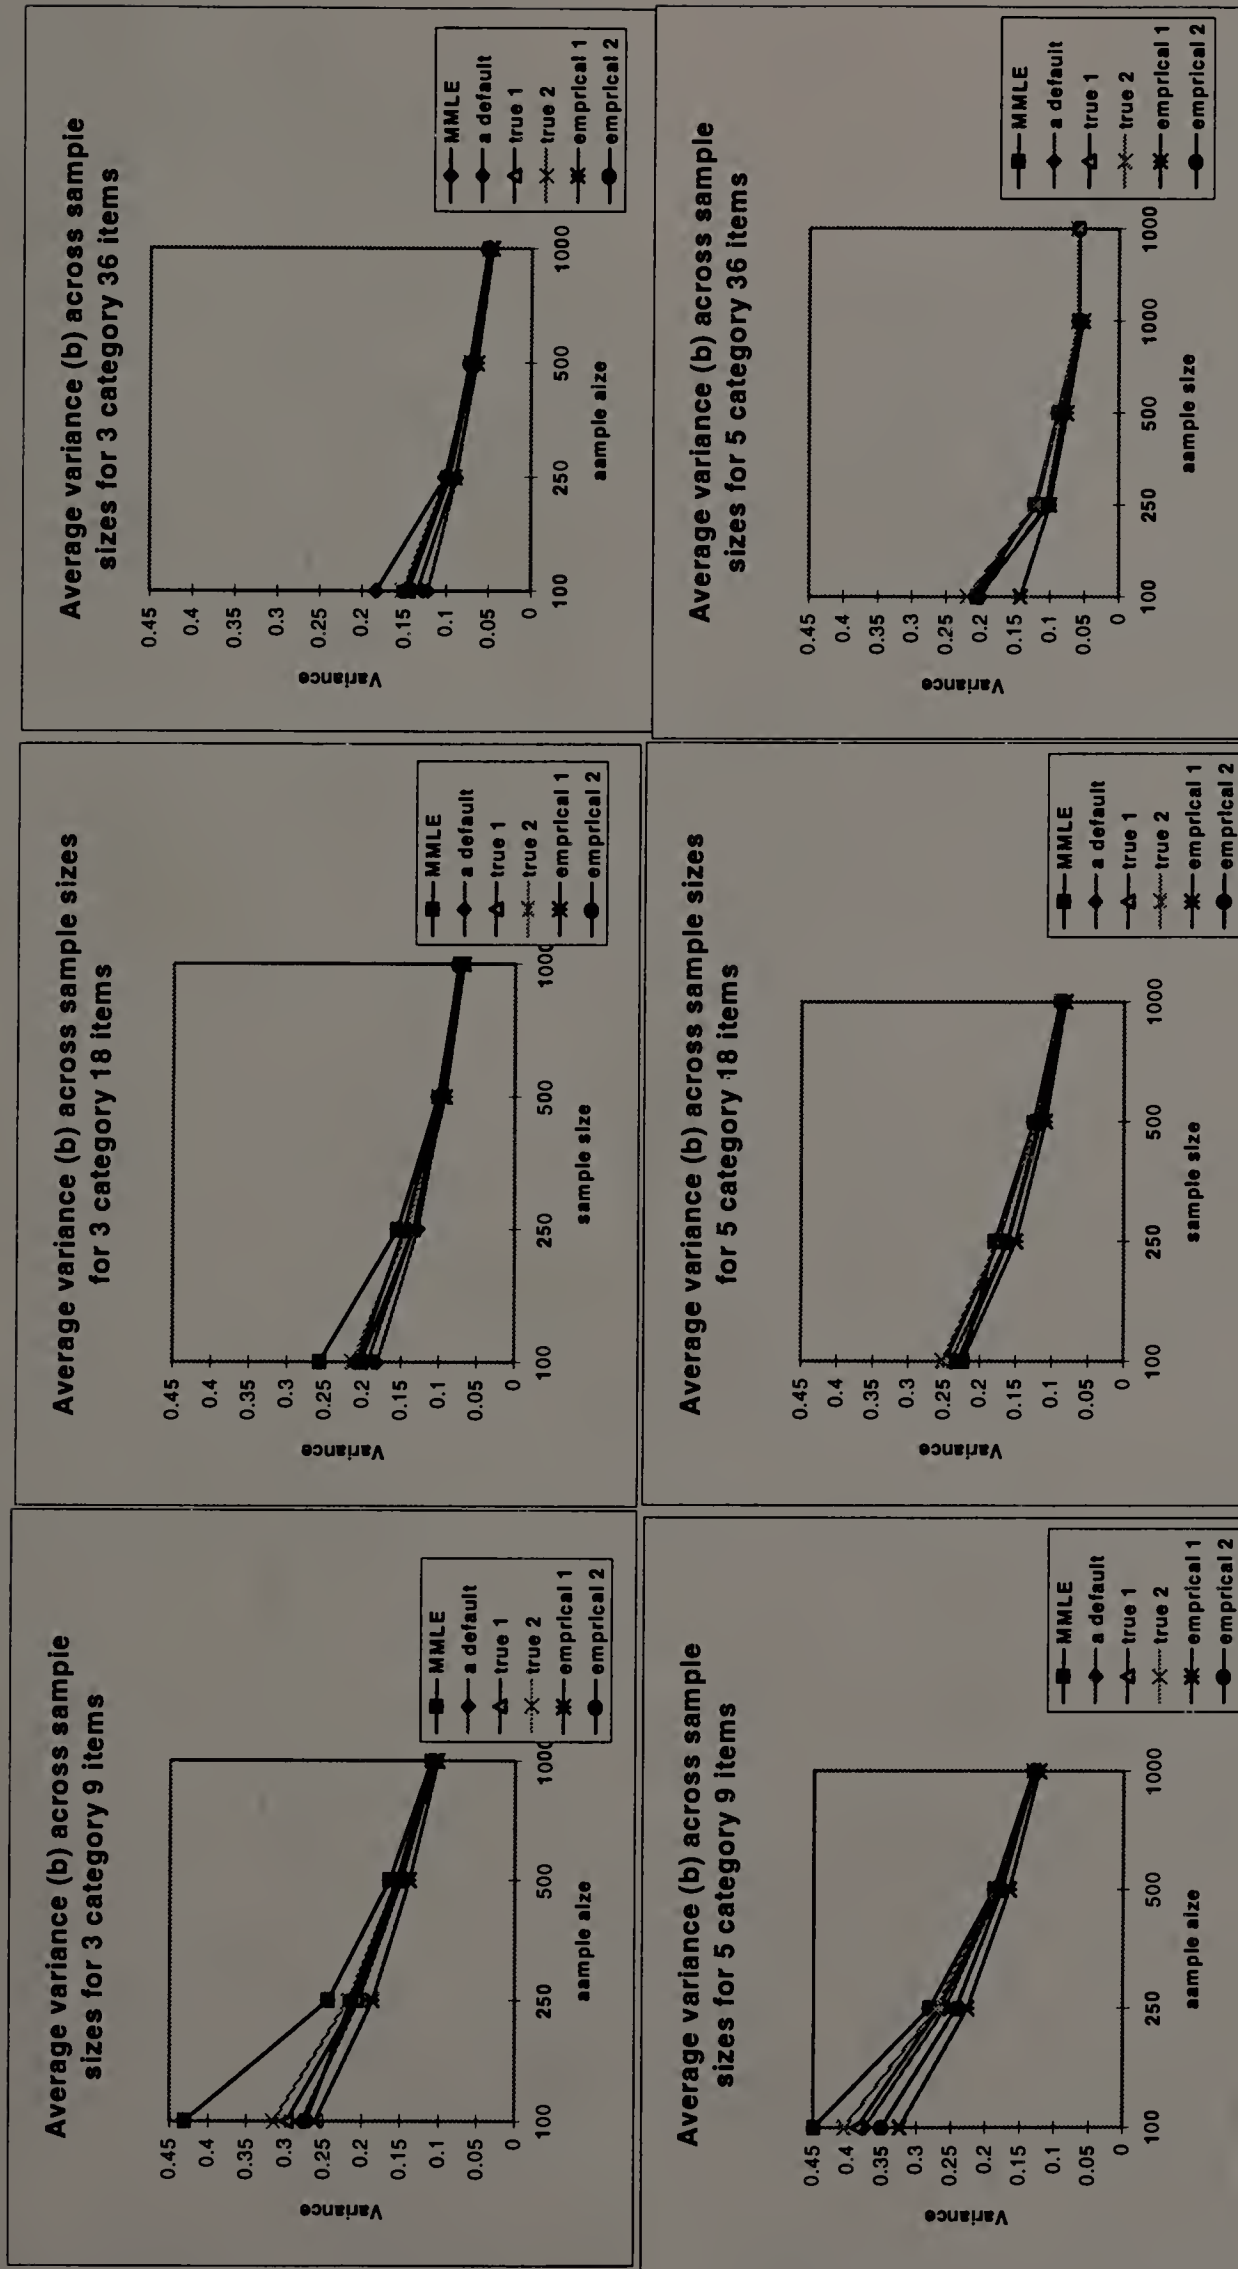 Average variance (b) across sample
sizes for 3 category 9 items
Variance
0.45
0.4
0.35
0.3
0.25
0.2
0.15
0.1
0.05
0
100
250
500
1000
aample aize
MMLE
a default
true 1
true 2
emprical 1
emprical 2
Average variance (b) across sample sizes
for 3 category 18 items
Variance
0.45
0.4
0.35
0.3
0.25
0.2
0.15
0.1
0.05
0
100
250
500
1000
sample size
MMLE
a default
true 1
true 2
emprical 1
emprical 2
Average variance (b) across sample
sizes for 3 category 36 items
Variance
0.45
0.4
0.35
0.3
0.25
0.2
0.15
0.1
0.05
0
100
250
500
1000
aample aize
MMLE
a default
true 1
true 2
emprical 1
emprical 2
Average variance (b) across sample
sizes for 5 category 9 items
Variance
0.45
0.4
0.35
0.3
0.25
0.2
0.15
0.1
0.05
0
100
250
500
1000
aample aize
MMLE
a default
true 1
true 2
emprical 1
emprical 2
Average variance (b) across sample sizes
for 5 category 18 items
Variance
0.45
0.4
0.35
0.3
0.25
0.2
0.15
0.1
0.05
0
100
250
500
1000
sample size
MMLE
a default
true 1
true 2
emprical 1
emprical 2
Average variance (b) across sample
sizes for 5 category 36 items
Variance
0.45
0.4
0.35
0.3
0.25
0.2
0.15
0.1
0.05
0
100
250
500
1000
1000
aample size
MMLE
a default
true 1
true 2
emprical 1
emprical 2